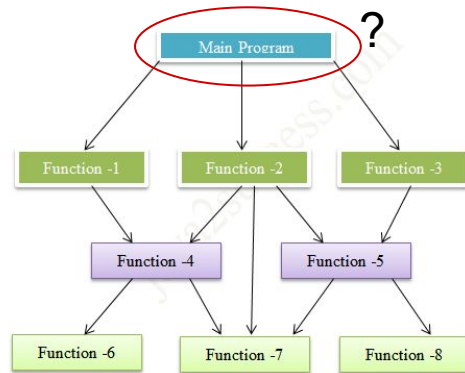 ?
Main Program
Function -1
Function -2
Function -3
Function -4
Function -5
Function -6
Function -7
Function -8